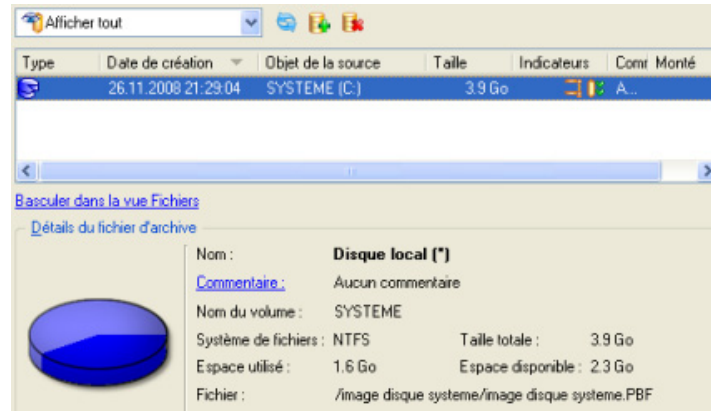 Afficher tout
Type Date de création Objet de la source Taille Indicateurs Comr Monté
26.11.2008 21:29:04 SYSTEME (C:) 3.9 Go A...
Basculer dans la vue Fichiers
Détails du fichier d'archive
Nom : Disque local (*)
Commentaire : Aucun commentaire
Nom du volume : SYSTEME
Système de fichiers : NTFS Taille totale : 3.9 Go
Espace utilisé : 1.6 Go Espace disponible : 2.3 Go
Fichier : /image disque systeme/image disque systeme.PBF